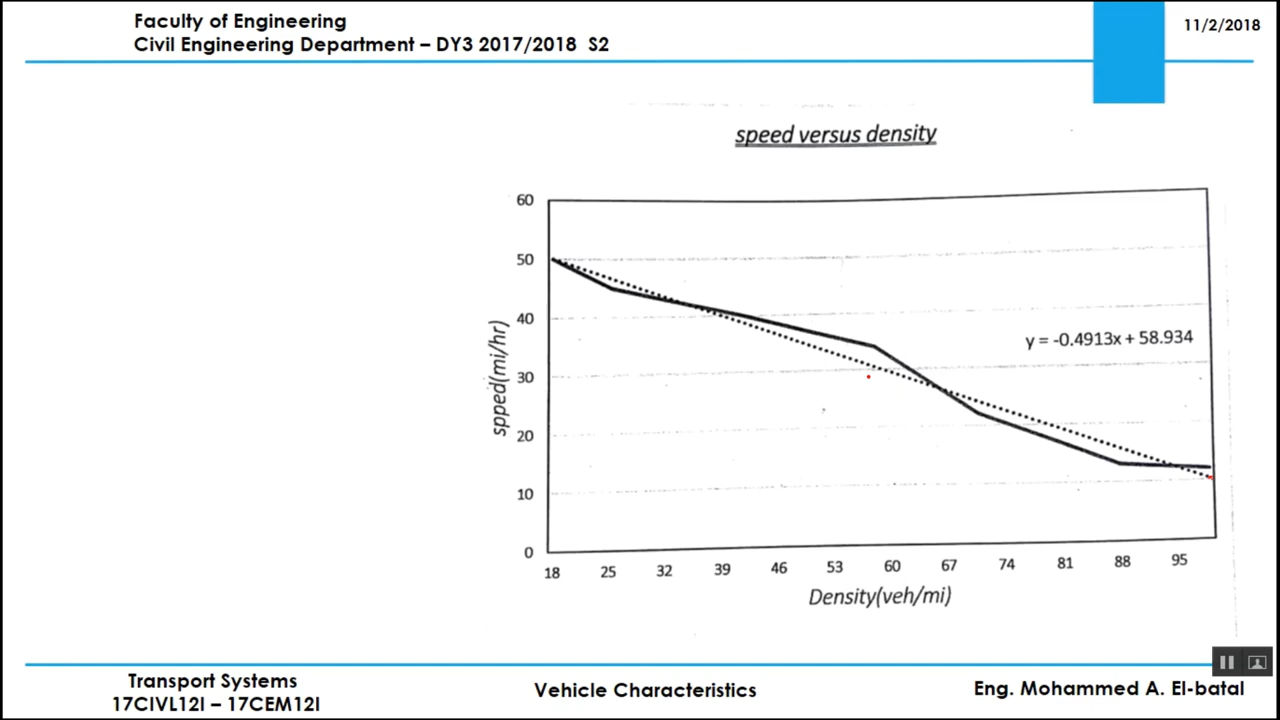 Faculty of Engineering
Civil Engineering Department – DY3 2017/2018 S2
11/2/2018
speed versus density
60
50
40
30
20
10
0
spped(mi/hr)
y = -0.4913x + 58.934
18 25 32 39 46 53 60 67 74 81 88 95
Density(veh/mi)
Transport Systems
17CIVL12I – 17CEM12I
Vehicle Characteristics
Eng. Mohammed A. El-batal